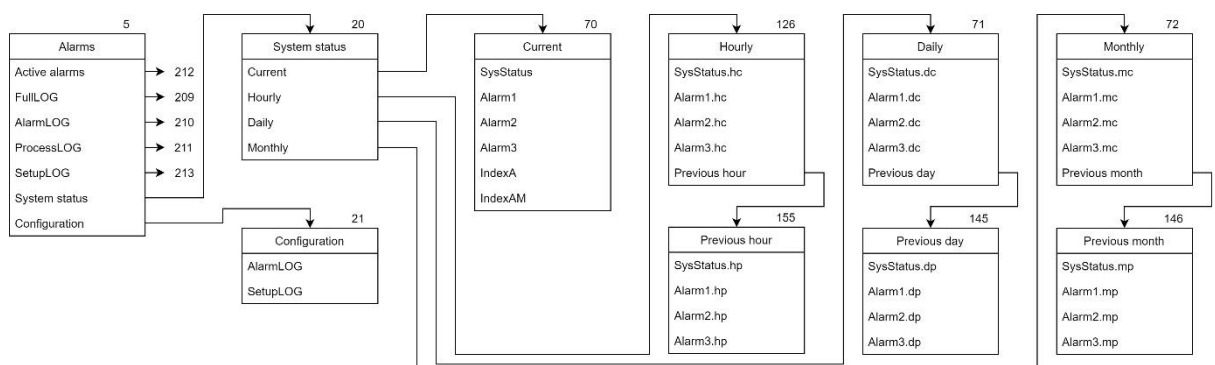 5
Alarms
Active alarms
212
FullLOG
209
AlarmLOG
210
ProcessLOG
211
SetupLOG
213
System status
Configuration
20
System status
Current
Hourly
Daily
Monthly
21
Configuration
AlarmLOG
SetupLOG
70
Current
SysStatus
Alarm1
Alarm2
Alarm3
IndexA
IndexAM
126
Hourly
SysStatus.hc
Alarm1.hc
Alarm2.hc
Alarm3.hc
Previous hour
155
Previous hour
SysStatus.hp
Alarm1.hp
Alarm2.hp
Alarm3.hp
71
Daily
SysStatus.dc
Alarm1.dc
Alarm2.dc
Alarm3.dc
Previous day
145
Previous day
SysStatus.dp
Alarm1.dp
Alarm2.dp
Alarm3.dp
72
Monthly
SysStatus.mc
Alarm1.mc
Alarm2.mc
Alarm3.mc
Previous month
146
Previous month
SysStatus.mp
Alarm1.mp
Alarm2.mp
Alarm3.mp